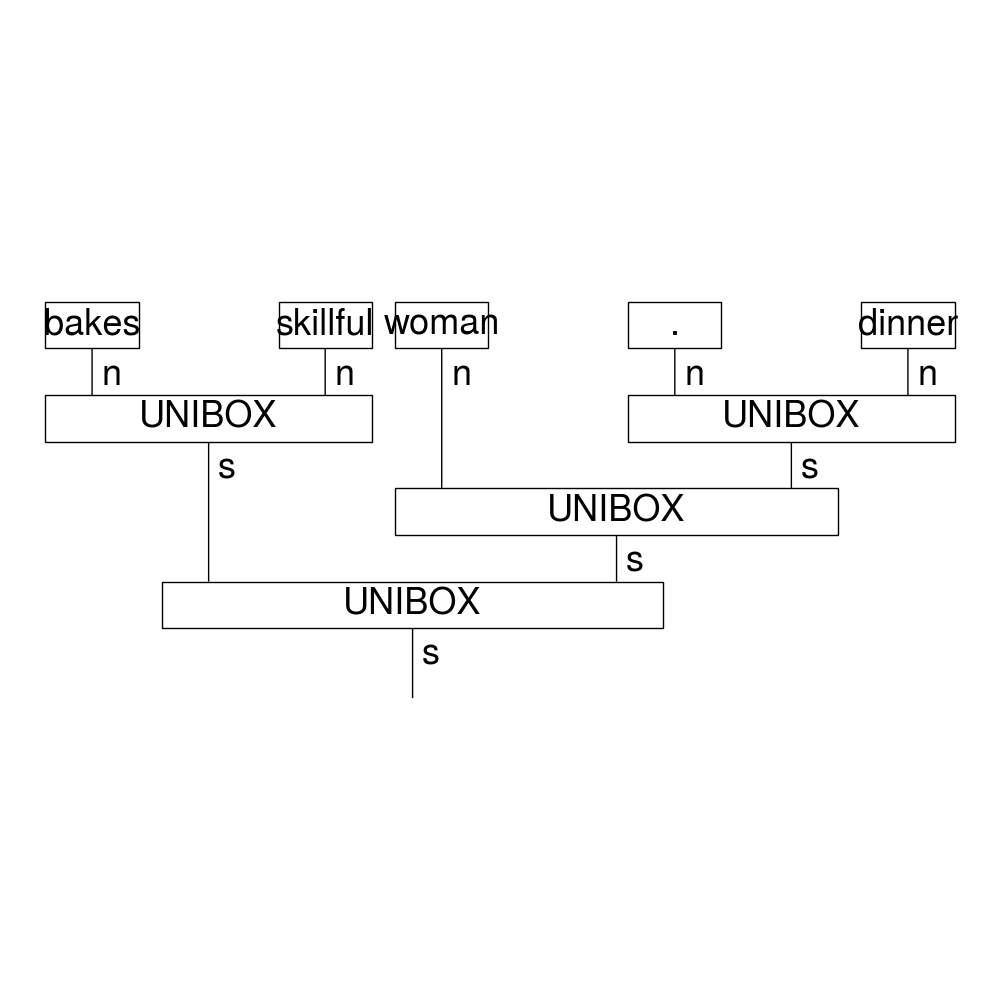 bakes skillful woman . dinner
n n n n n
UNIBOX UNIBOX
s s
UNIBOX
s
UNIBOX
s